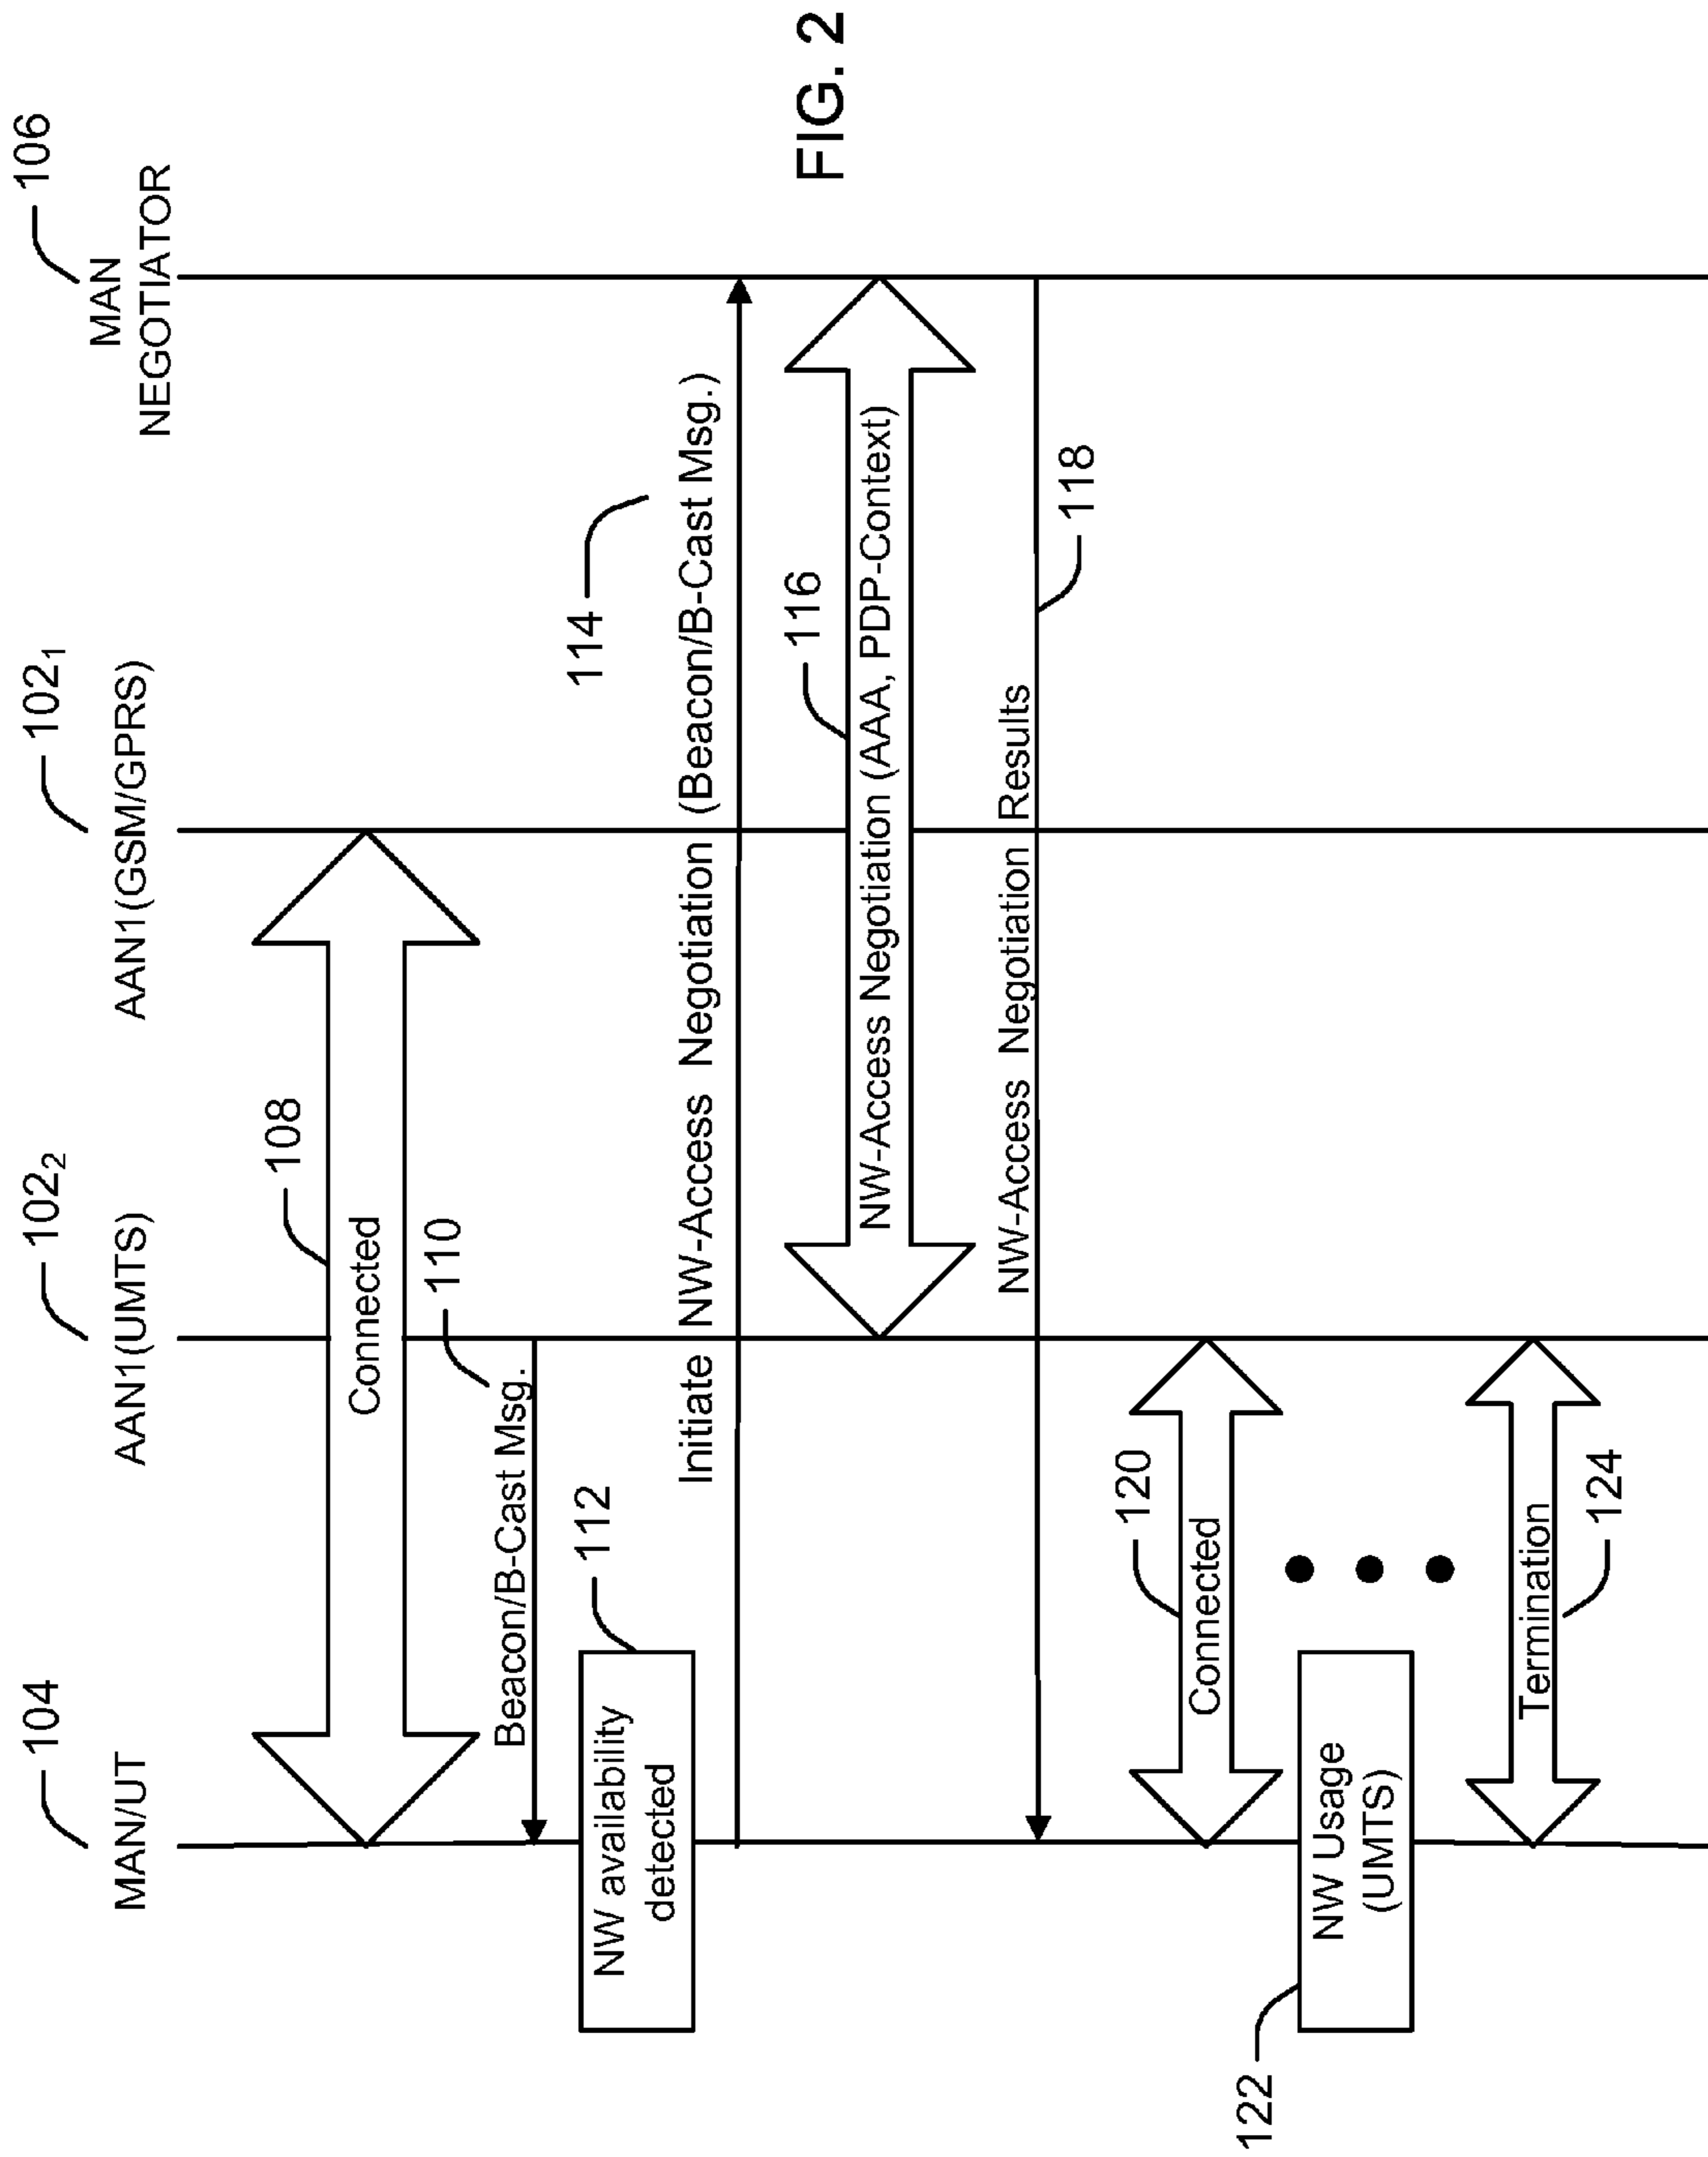 104
102₂
102₁
106
MAN/UT
AAN1(UMTS)
AAN1(GSM/GPRS)
MAN
NEGOTIATOR
108
Connected
110
Beacon/B-Cast Msg.
NW availability
detected
112
114
Initiate NW-Access Negotiation (Beacon/B-Cast Msg.)
116
NW-Access Negotiation (AAA, PDP-Context)
NW-Access Negotiation Results
118
120
Connected
122
NW Usage
(UMTS)
Termination
124
FIG. 2